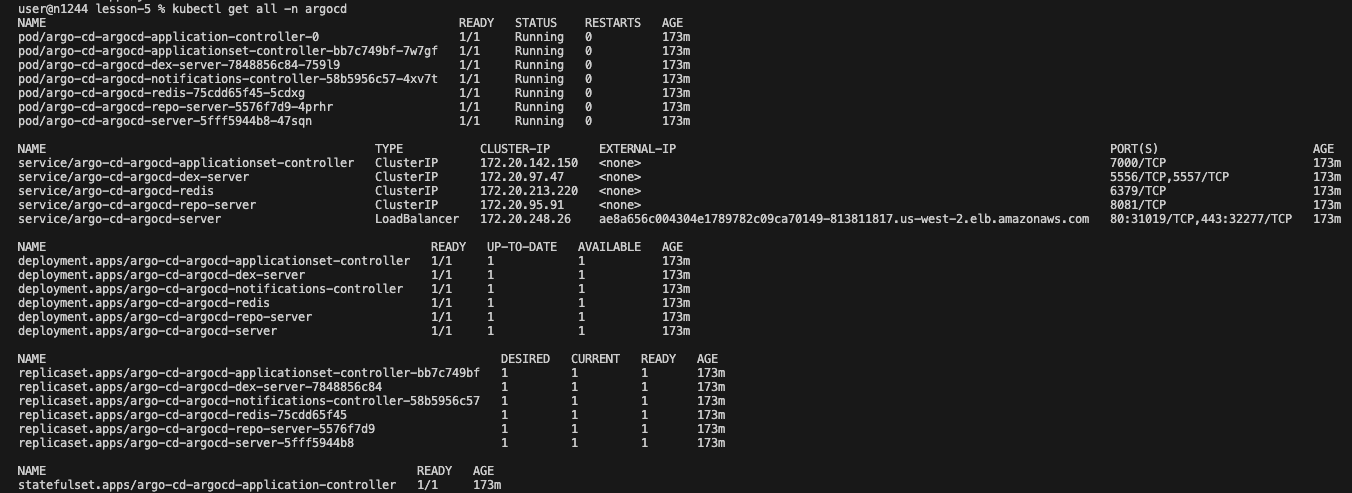 user@n1244 lesson-5 % kubectl get all -n argocd
NAME READY STATUS RESTARTS AGE
pod/argo-cd-argocd-application-controller-0 1/1 Running 0 173m
pod/argo-cd-argocd-applicationset-controller-bb7c749bf-7w7gf 1/1 Running 0 173m
pod/argo-cd-argocd-dex-server-7848856c84-759l9 1/1 Running 0 173m
pod/argo-cd-argocd-notifications-controller-58b5956c57-4xv7t 1/1 Running 0 173m
pod/argo-cd-argocd-redis-75cdd65f45-5cdxg 1/1 Running 0 173m
pod/argo-cd-argocd-repo-server-5576f7d9-4prhr 1/1 Running 0 173m
pod/argo-cd-argocd-server-5fff5944b8-47sqn 1/1 Running 0 173m
NAME TYPE CLUSTER-IP EXTERNAL-IP PORT(S) AGE
service/argo-cd-argocd-applicationset-controller ClusterIP 172.20.142.150 <none> 7000/TCP 173m
service/argo-cd-argocd-dex-server ClusterIP 172.20.97.47 <none> 5556/TCP,5557/TCP 173m
service/argo-cd-argocd-redis ClusterIP 172.20.213.220 <none> 6379/TCP 173m
service/argo-cd-argocd-repo-server ClusterIP 172.20.95.91 <none> 8081/TCP 173m
service/argo-cd-argocd-server LoadBalancer 172.20.248.26 ae8a656c004304e1789782c09ca70149-813811817.us-west-2.elb.amazonaws.com 80:31019/TCP,443:32277/TCP 173m
NAME READY UP-TO-DATE AVAILABLE AGE
deployment.apps/argo-cd-argocd-applicationset-controller 1/1 1 1 173m
deployment.apps/argo-cd-argocd-dex-server 1/1 1 1 173m
deployment.apps/argo-cd-argocd-notifications-controller 1/1 1 1 173m
deployment.apps/argo-cd-argocd-redis 1/1 1 1 173m
deployment.apps/argo-cd-argocd-repo-server 1/1 1 1 173m
deployment.apps/argo-cd-argocd-server 1/1 1 1 173m
NAME DESIRED CURRENT READY AGE
replicaset.apps/argo-cd-argocd-applicationset-controller-bb7c749bf 1 1 1 173m
replicaset.apps/argo-cd-argocd-dex-server-7848856c84 1 1 1 173m
replicaset.apps/argo-cd-argocd-notifications-controller-58b5956c57 1 1 1 173m
replicaset.apps/argo-cd-argocd-redis-75cdd65f45 1 1 1 173m
replicaset.apps/argo-cd-argocd-repo-server-5576f7d9 1 1 1 173m
replicaset.apps/argo-cd-argocd-server-5fff5944b8 1 1 1 173m
NAME READY AGE
statefulset.apps/argo-cd-argocd-application-controller 1/1 173m